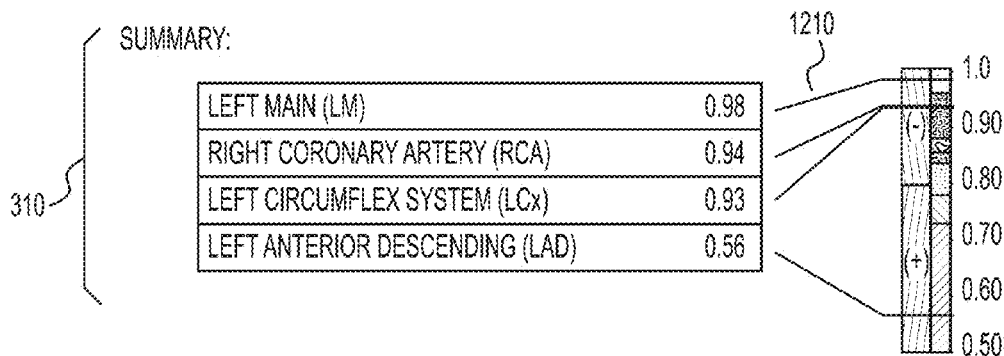 SUMMARY:
1210
LEFT MAIN (LM) 0.98
RIGHT CORONARY ARTERY (RCA) 0.94
LEFT CIRCUMFLEX SYSTEM (LCx) 0.93
LEFT ANTERIOR DESCENDING (LAD) 0.56
310
(-)
(+)
1.0
0.90
0.80
0.70
0.60
0.50